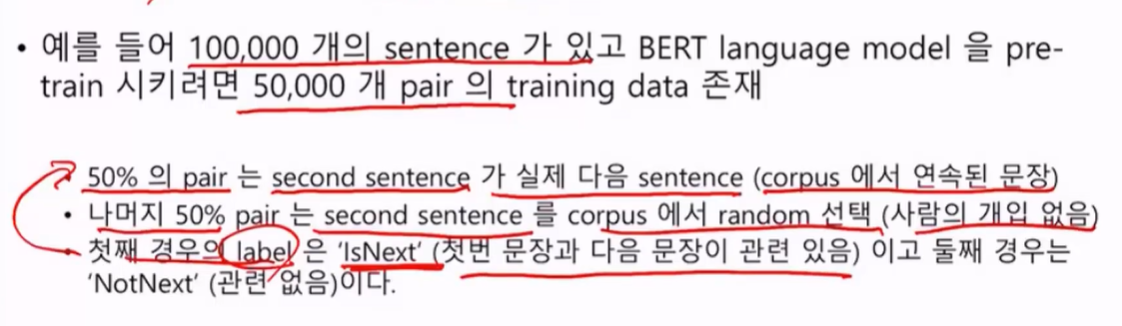 • 예를 들어 100,000 개의 sentence 가 있고 BERT language model 을 pre-
train 시키려면 50,000 개 pair 의 training data 존재
50% 의 pair 는 second sentence 가 실제 다음 sentence (corpus 에서 연속된 문장)
• 나머지 50% pair 는 second sentence 를 corpus 에서 random 선택 (사람의 개입 없음)
• 첫째 경우의 label 은 ‘IsNext’ (첫번 문장과 다음 문장이 관련 있음) 이고 둘째 경우는
‘NotNext’ (관련 없음)이다.